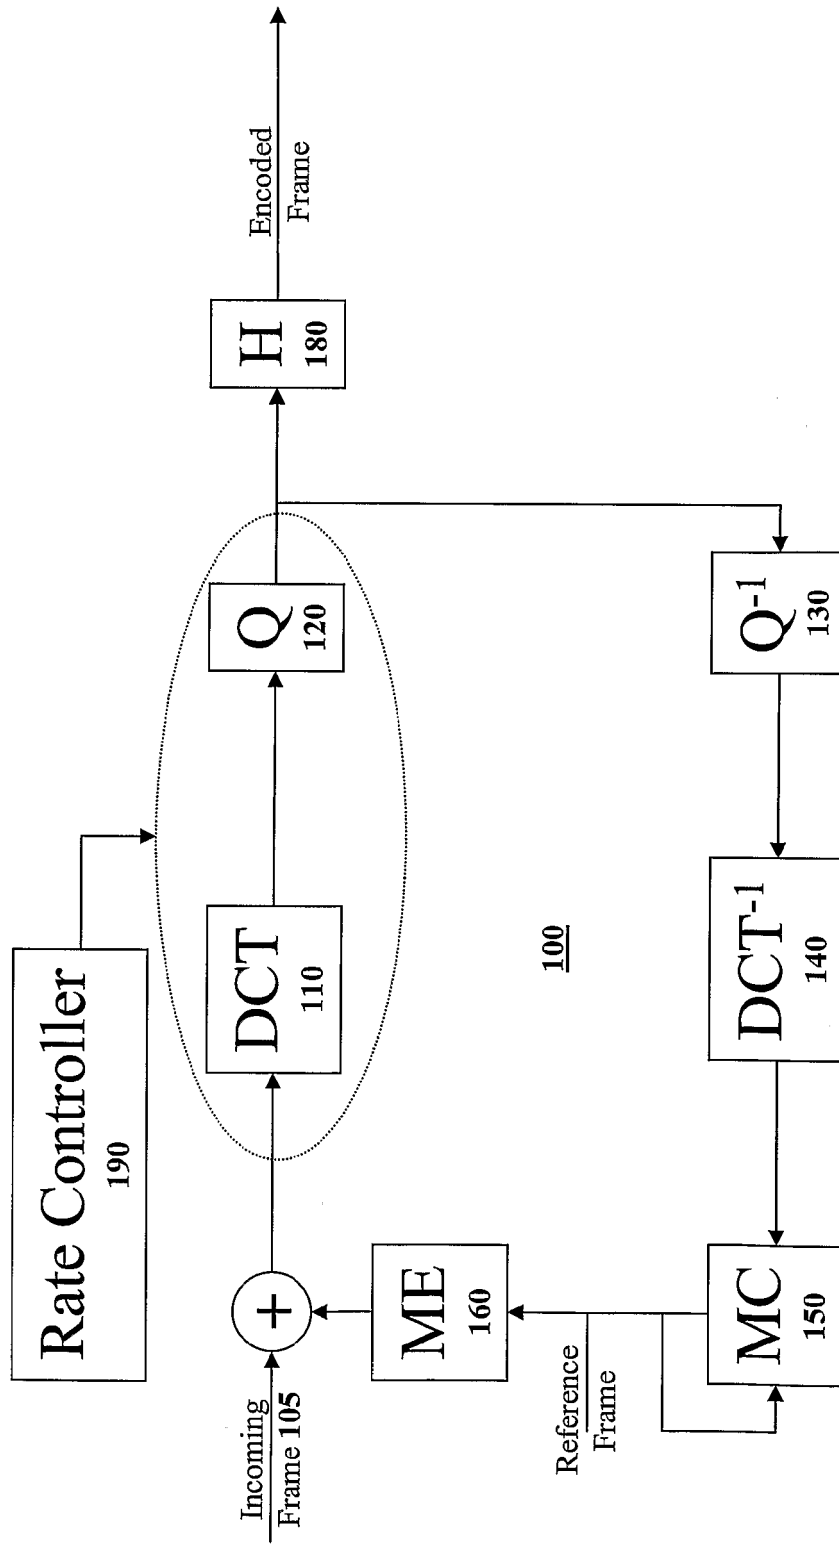 Rate Controller
190
Incoming
Frame 105
+
DCT
110
Q
120
H
180
Encoded
Frame
ME
160
100
Reference
Frame
MC
150
DCT-1
140
Q-1
130